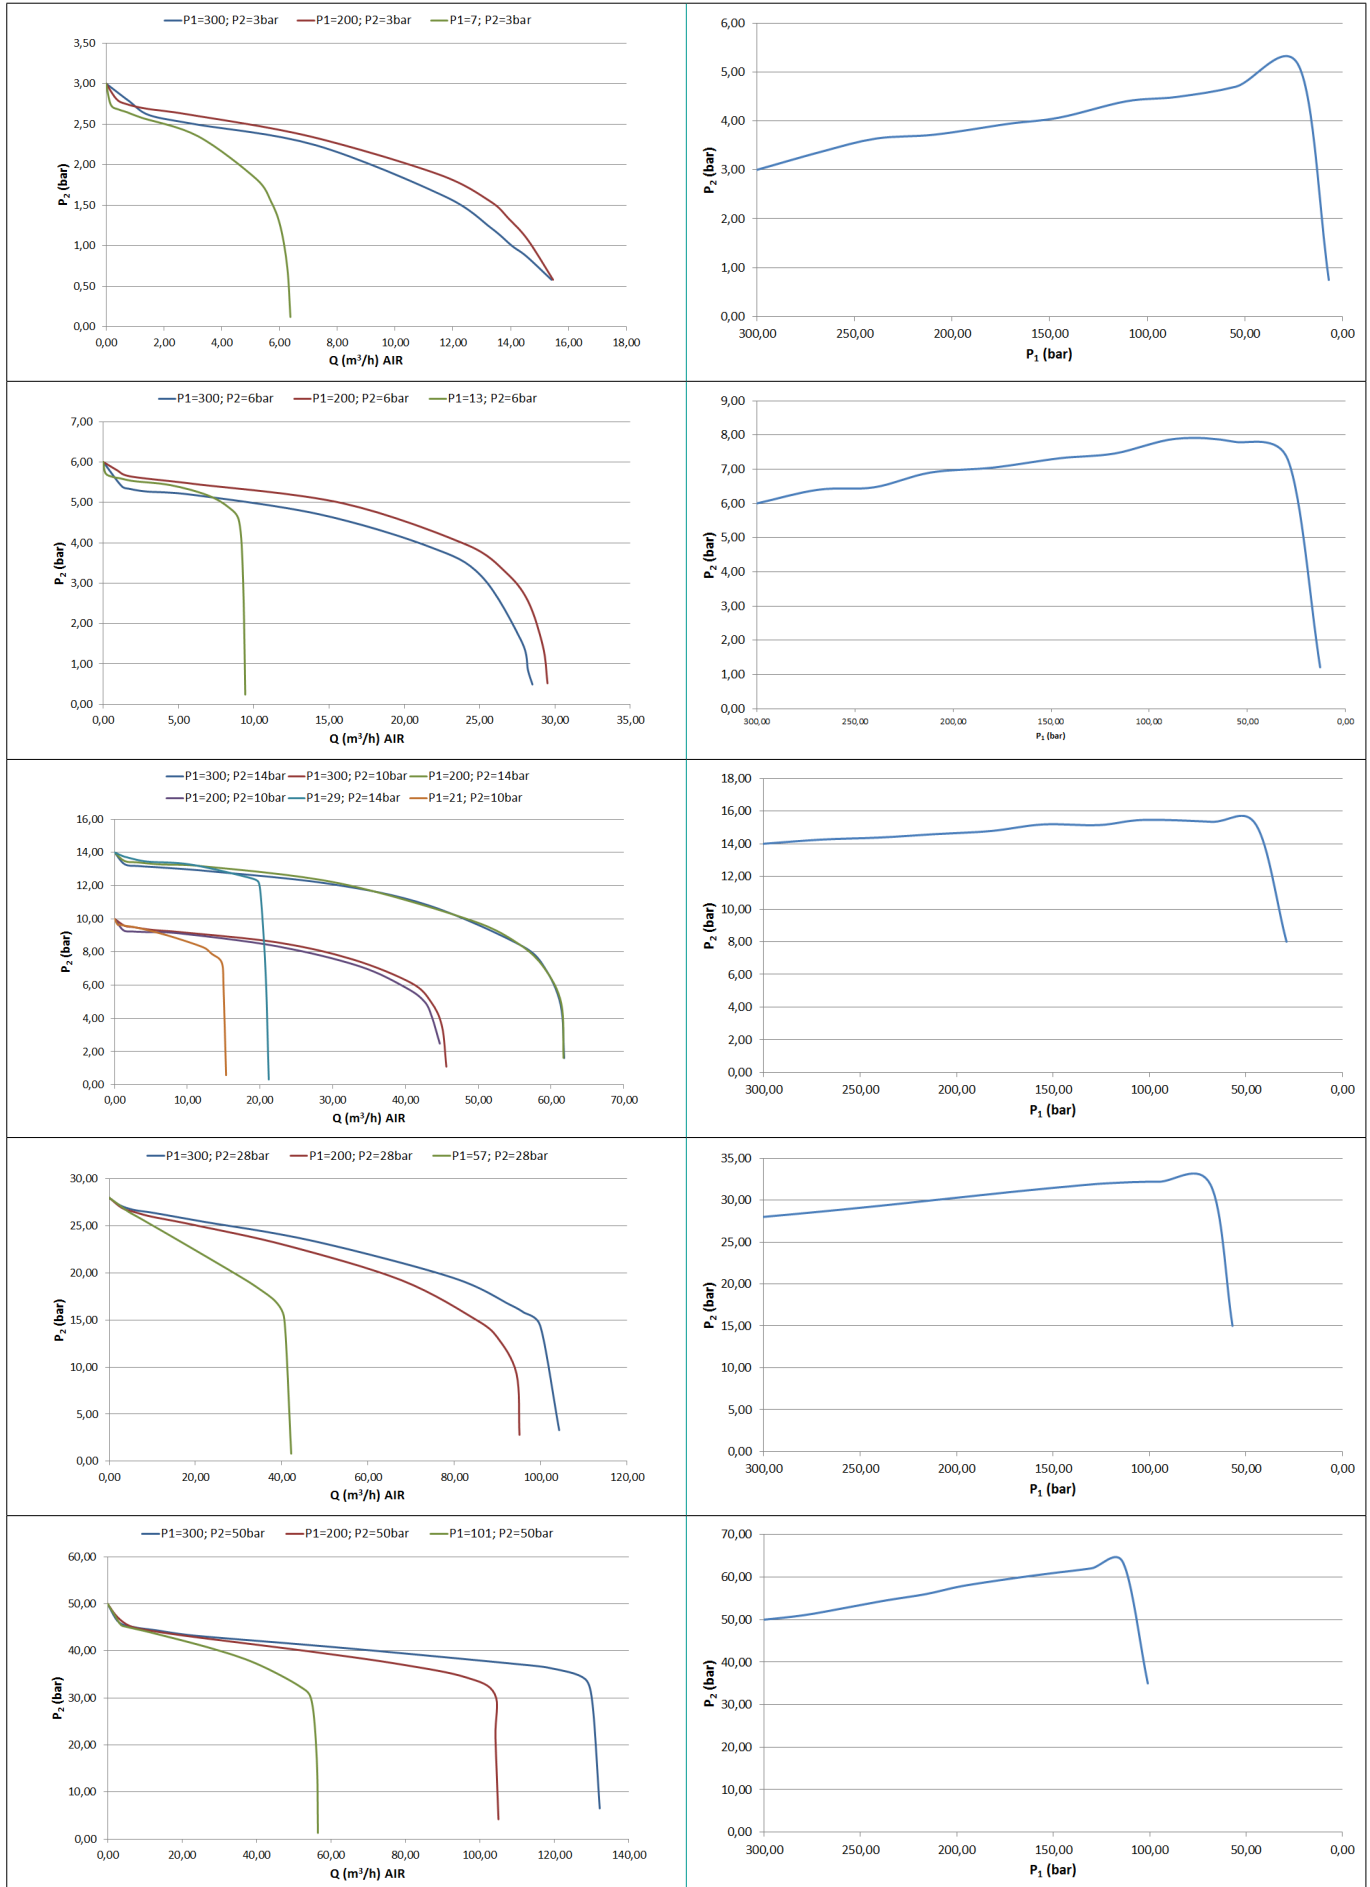 P1=300; P2=3bar P1=200; P2=3bar P1=7; P2=3bar
3,50
3,00
2,50
2,00
1,50
1,00
0,50
0,00
P2 (bar)
0,00 2,00 4,00 6,00 8,00 10,00 12,00 14,00 16,00 18,00
Q (m³/h) AIR
6,00
5,00
4,00
3,00
2,00
1,00
0,00
P2 (bar)
300,00 250,00 200,00 150,00 100,00 50,00 0,00
P1 (bar)
P1=300; P2=6bar P1=200; P2=6bar P1=13; P2=6bar
7,00
6,00
5,00
4,00
3,00
2,00
1,00
0,00
P2 (bar)
0,00 5,00 10,00 15,00 20,00 25,00 30,00 35,00
Q (m³/h) AIR
9,00
8,00
7,00
6,00
5,00
4,00
3,00
2,00
1,00
0,00
P2 (bar)
300,00 250,00 200,00 150,00 100,00 50,00 0,00
P1 (bar)
P1=300; P2=14bar P1=300; P2=10bar P1=200; P2=14bar
P1=200; P2=10bar P1=29; P2=14bar P1=21; P2=10bar
16,00
14,00
12,00
10,00
8,00
6,00
4,00
2,00
0,00
P2 (bar)
0,00 10,00 20,00 30,00 40,00 50,00 60,00 70,00
Q (m³/h) AIR
18,00
16,00
14,00
12,00
10,00
8,00
6,00
4,00
2,00
0,00
P2 (bar)
300,00 250,00 200,00 150,00 100,00 50,00 0,00
P1 (bar)
P1=300; P2=28bar P1=200; P2=28bar P1=57; P2=28bar
30,00
25,00
20,00
15,00
10,00
5,00
0,00
P2 (bar)
0,00 20,00 40,00 60,00 80,00 100,00 120,00
Q (m³/h) AIR
35,00
30,00
25,00
20,00
15,00
10,00
5,00
0,00
P2 (bar)
300,00 250,00 200,00 150,00 100,00 50,00 0,00
P1 (bar)
P1=300; P2=50bar P1=200; P2=50bar P1=101; P2=50bar
60,00
50,00
40,00
30,00
20,00
10,00
0,00
P2 (bar)
0,00 20,00 40,00 60,00 80,00 100,00 120,00 140,00
Q (m³/h) AIR
70,00
60,00
50,00
40,00
30,00
20,00
10,00
0,00
P2 (bar)
300,00 250,00 200,00 150,00 100,00 50,00 0,00
P1 (bar)